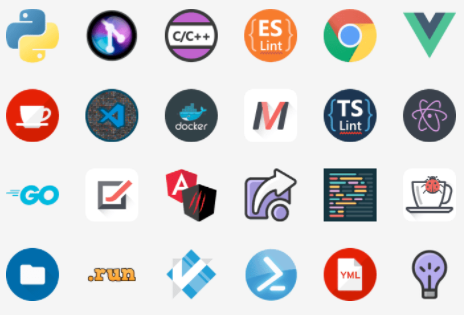 C/C++
{ES}
Lint
{TS}
Lint
docker
M
GO
A
.run
>_
YML